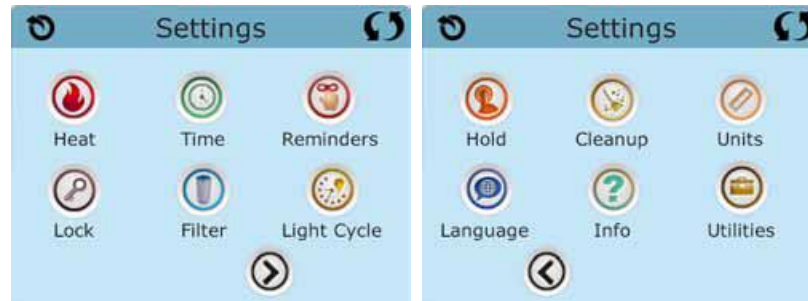 Settings
Heat Time Reminders
Lock Filter Light Cycle
Settings
Hold Cleanup Units
Language Info Utilities